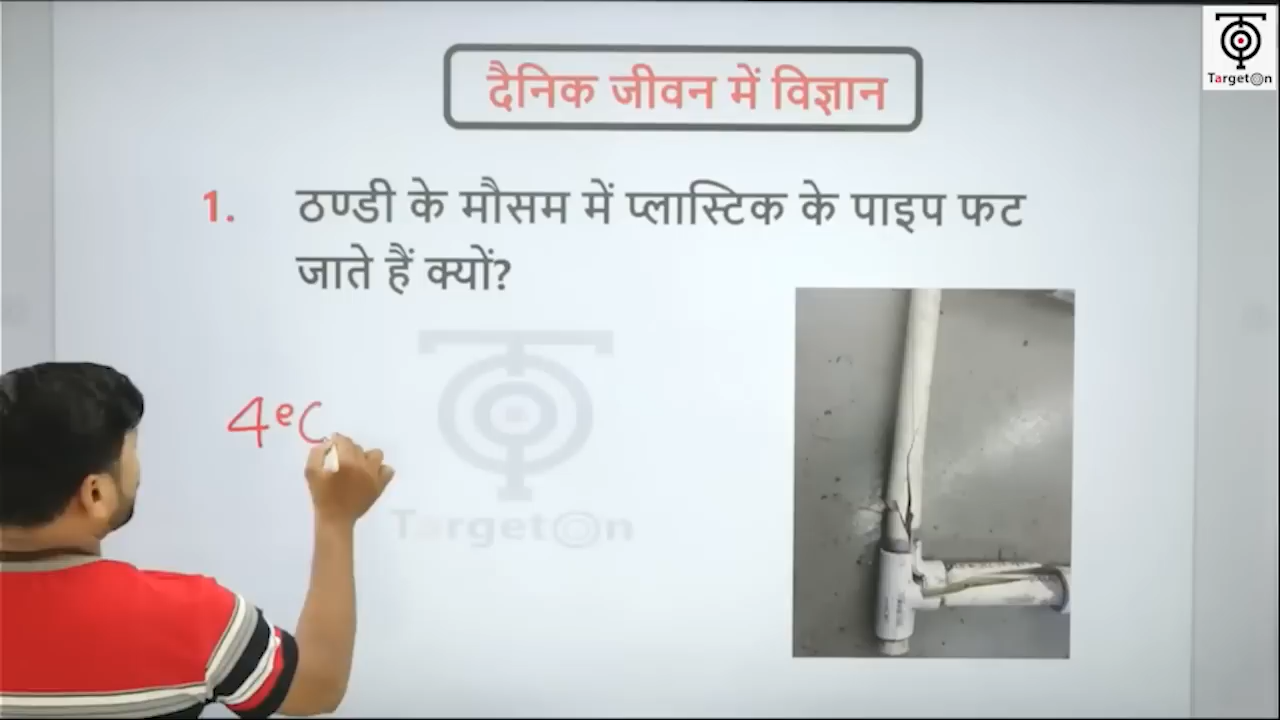 TargetOn
दैनिक जीवन में विज्ञान
1. ठण्डी के मौसम में प्लास्टिक के पाइप फट
जाते हैं क्यों?
4°C
TargetOn